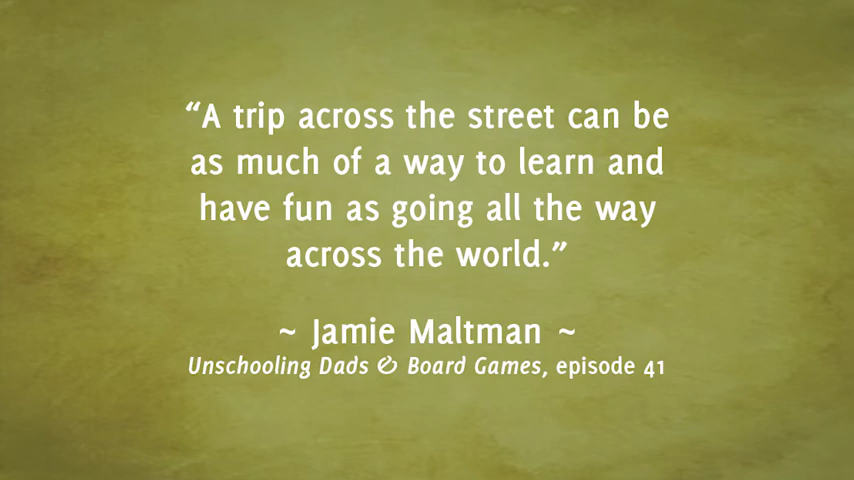 “A trip across the street can be
as much of a way to learn and
have fun as going all the way
across the world.”
~ Jamie Maltman ~
Unschooling Dads & Board Games, episode 41